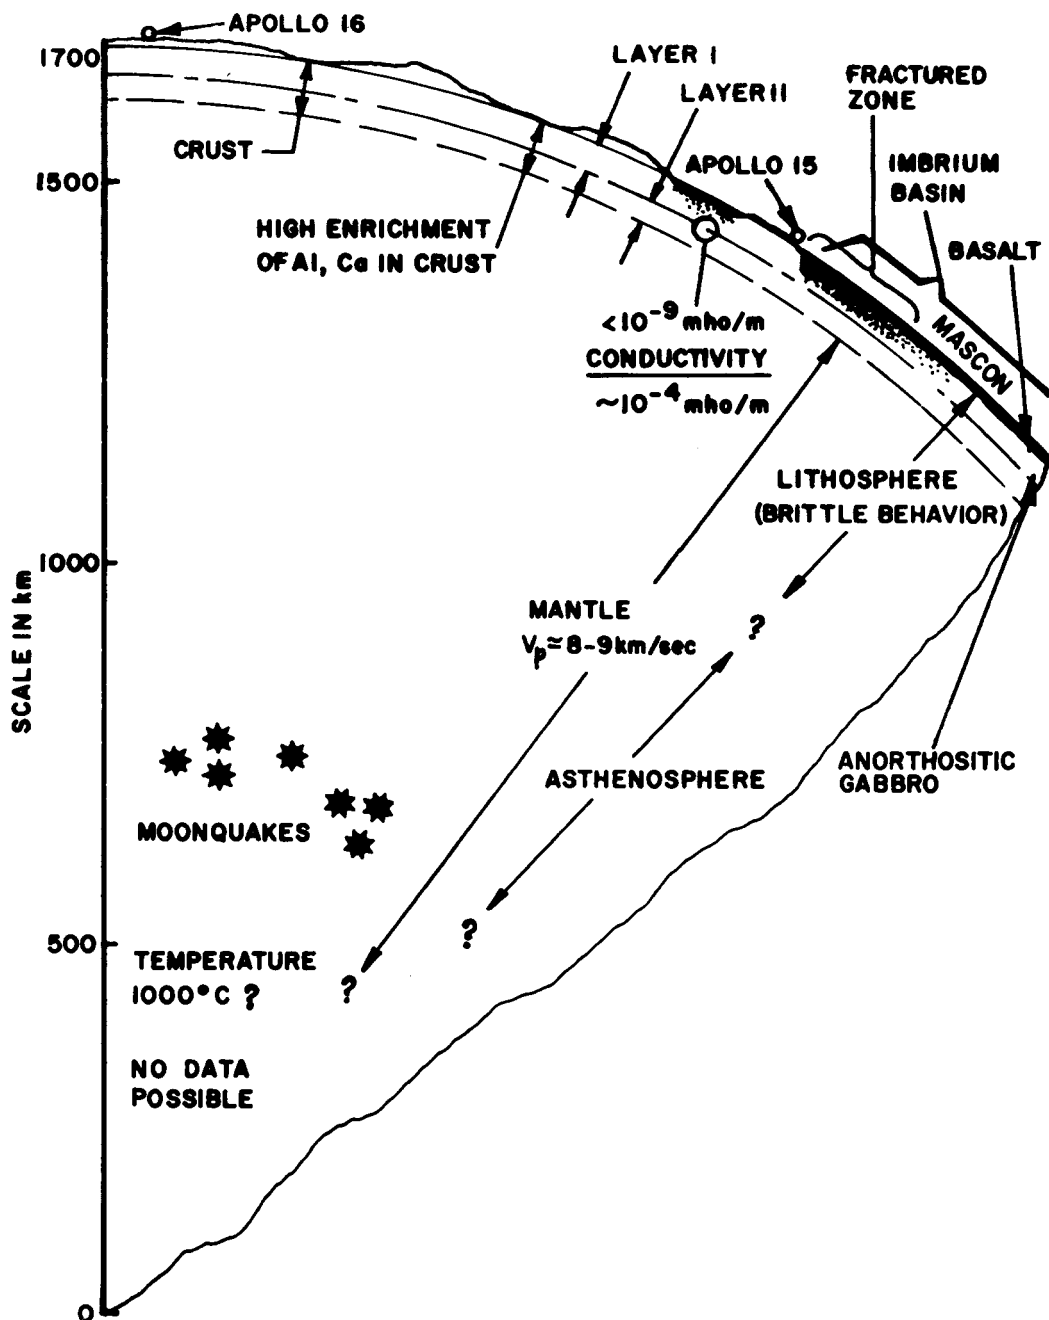 APOLLO 16
1700
LAYER I
LAYER II
FRACTURED
ZONE
CRUST
1500
APOLLO 15
IMBRIUM
BASIN
HIGH ENRICHMENT
OF Al, Ca IN CRUST
BASALT
<10⁻⁹ mho/m
CONDUCTIVITY
~10⁻⁴ mho/m
MASCON
LITHOSPHERE
(BRITTLE BEHAVIOR)
1000
SCALE IN km
MANTLE
Vp≃8-9km/sec
?
ANORTHOSITIC
GABBRO
ASTHENOSPHERE
MOONQUAKES
?
500
TEMPERATURE
1000°C ?
?
NO DATA
POSSIBLE
0